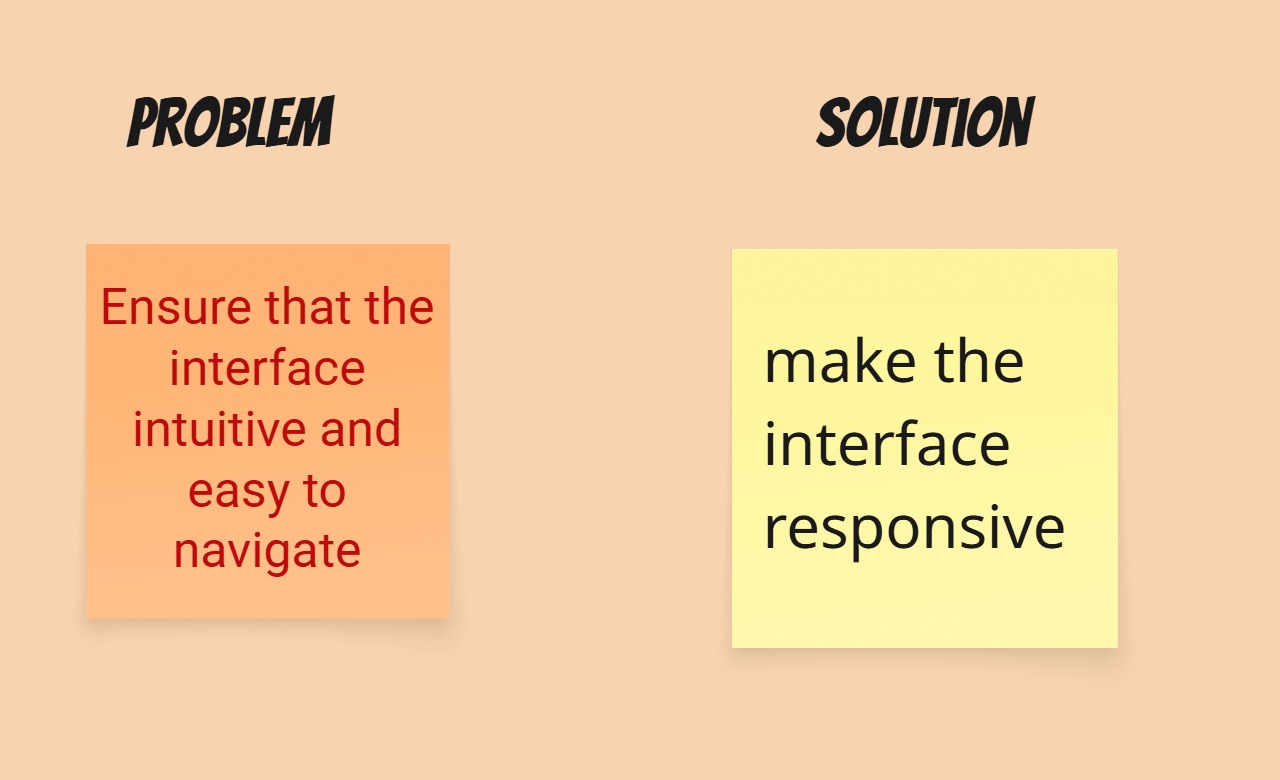 PROBLEM
SOLUTION
Ensure that the
interface
intuitive and
easy to
navigate
make the
interface
responsive